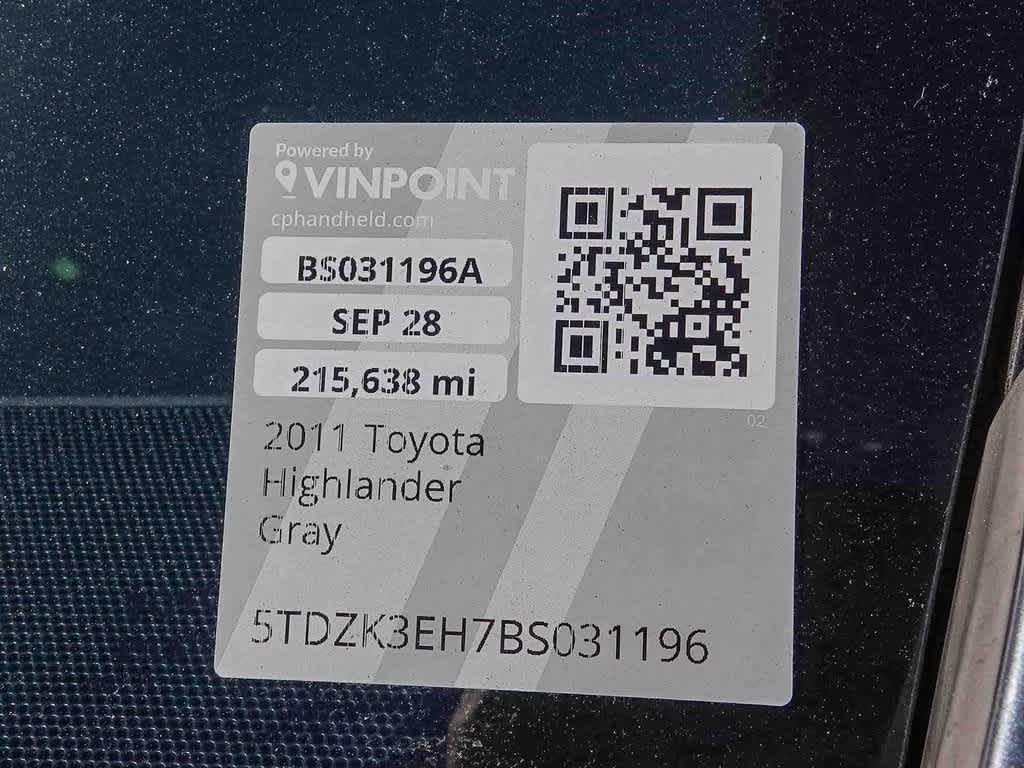 Powered by
VINPOINT
cphandheld.com
BS031196A
SEP 28
215,638 mi
02
2011 Toyota
Highlander
Gray
5TDZK3EH7BS031196